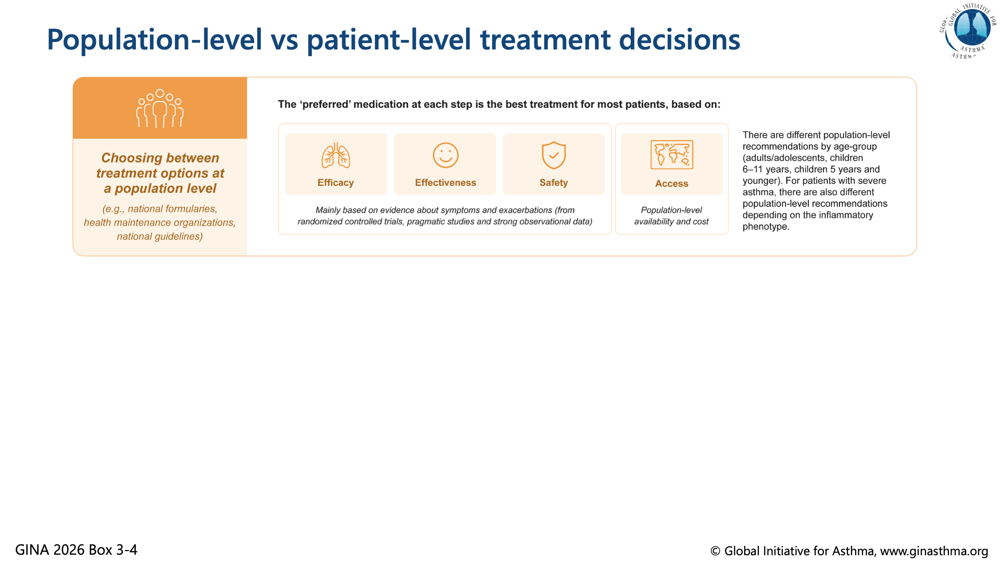 Population-level vs patient-level treatment decisions
GLOBAL INITIATIVE FOR
ASTHMA
ASTHMA
Choosing between
treatment options at
a population level
(e.g., national formularies,
health maintenance organizations,
national guidelines)
The ‘preferred’ medication at each step is the best treatment for most patients, based on:
Efficacy
Effectiveness
Safety
Mainly based on evidence about symptoms and exacerbations (from
randomized controlled trials, pragmatic studies and strong observational data)
Access
Population-level
availability and cost
There are different population-level
recommendations by age-group
(adults/adolescents, children
6–11 years, children 5 years and
younger). For patients with severe
asthma, there are also different
population-level recommendations
depending on the inflammatory
phenotype.
GINA 2026 Box 3-4
© Global Initiative for Asthma, www.ginasthma.org